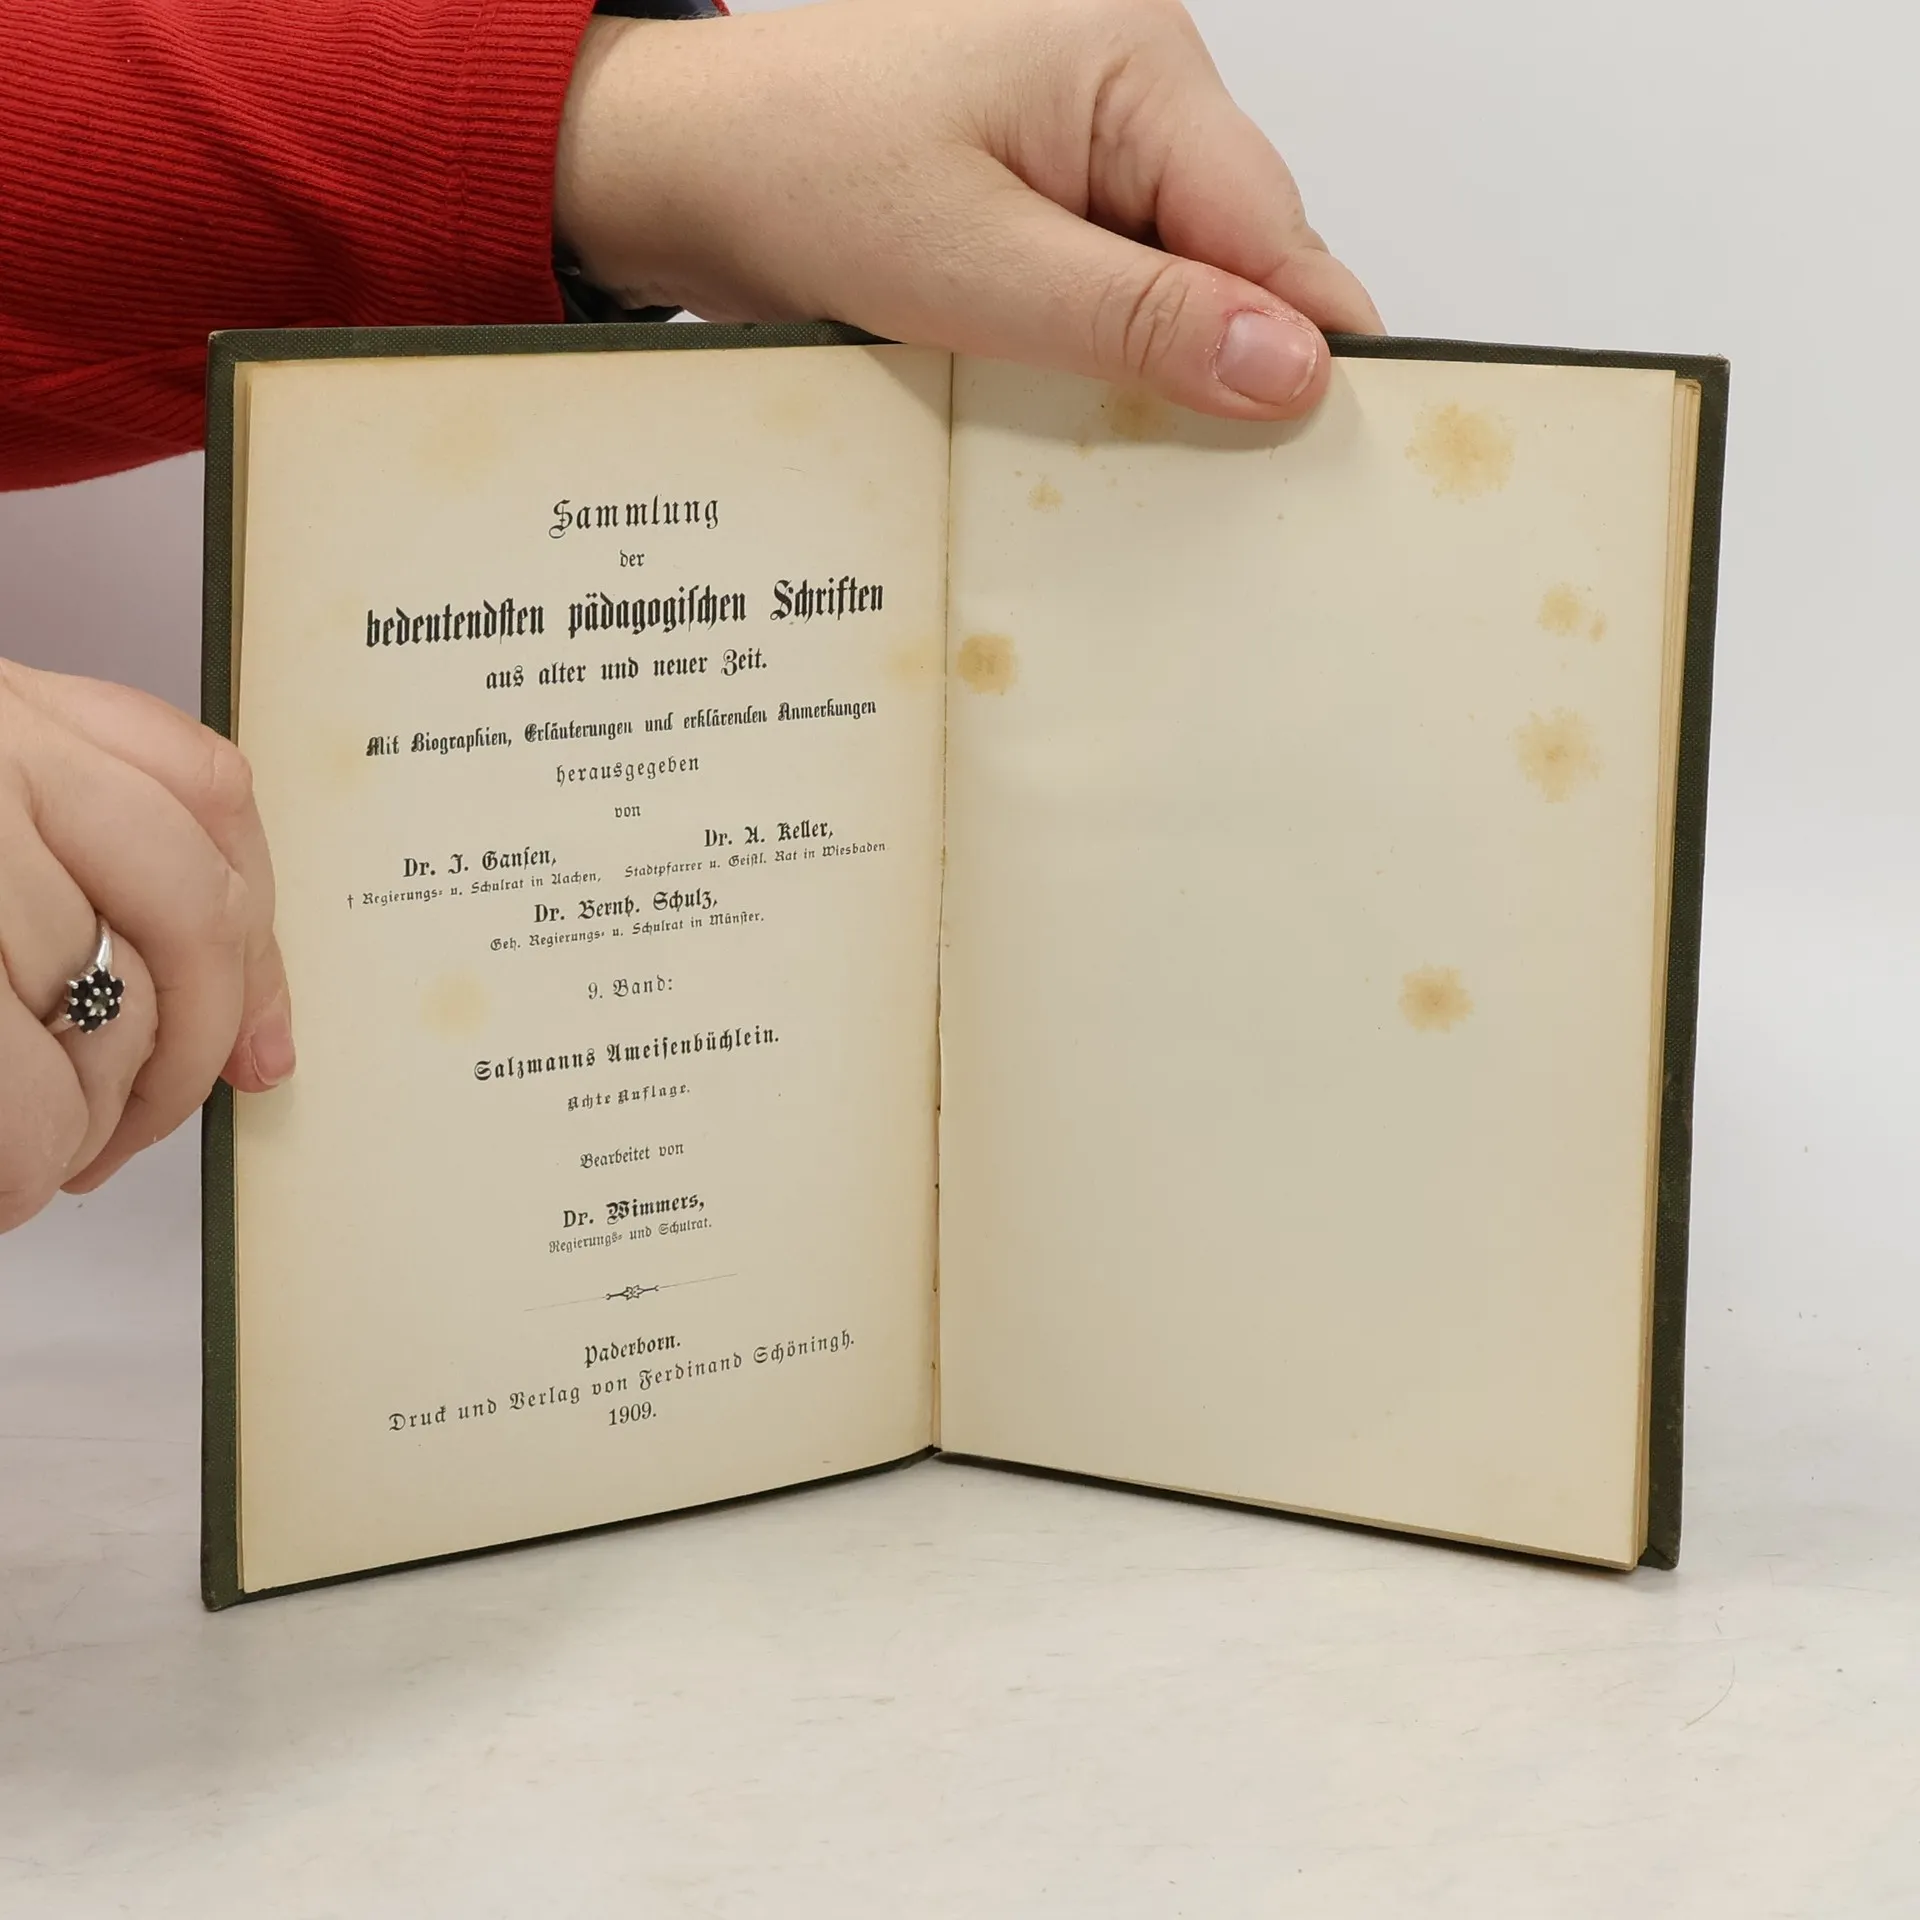 Sammlung
der
bedeutendſten pädagogiſchen Schriften
aus alter und neuer Zeit.
Mit Biographien, Erläuterungen und erklärenden Anmerkungen
herausgegeben
von
Dr. J. Ganſen, Dr. A. Keller,
† Regierungs- u. Schulrat in Aachen, Stadtpfarrer u. Geiſtl. Rat in Wiesbaden
Dr. Bernh. Schulz,
Geh. Regierungs- u. Schulrat in Münſter.
9. Band:
Salzmanns Ameiſenbüchlein.
Achte Auflage.
Bearbeitet von
Dr. Wimmers,
Regierungs- und Schulrat.
Paderborn.
Druck und Verlag von Ferdinand Schöningh.
1909.